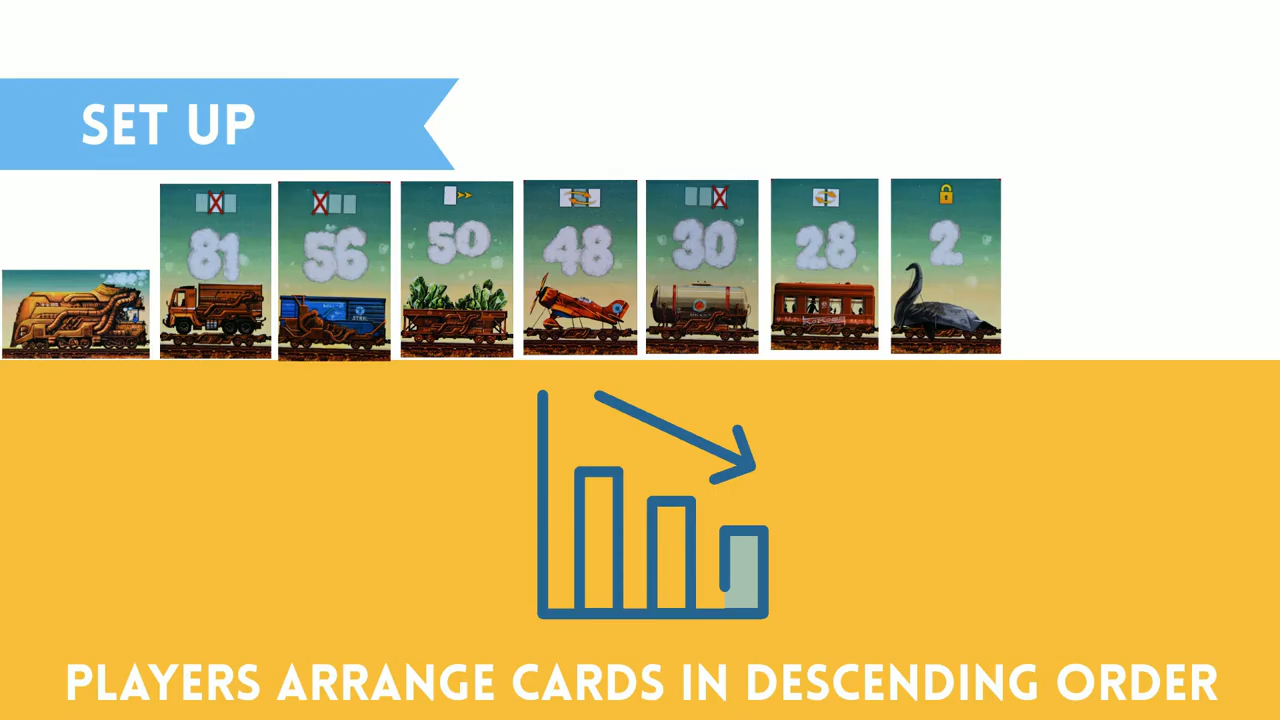 SET UP
81 56 50 48 30 28 2
PLAYERS ARRANGE CARDS IN DESCENDING ORDER